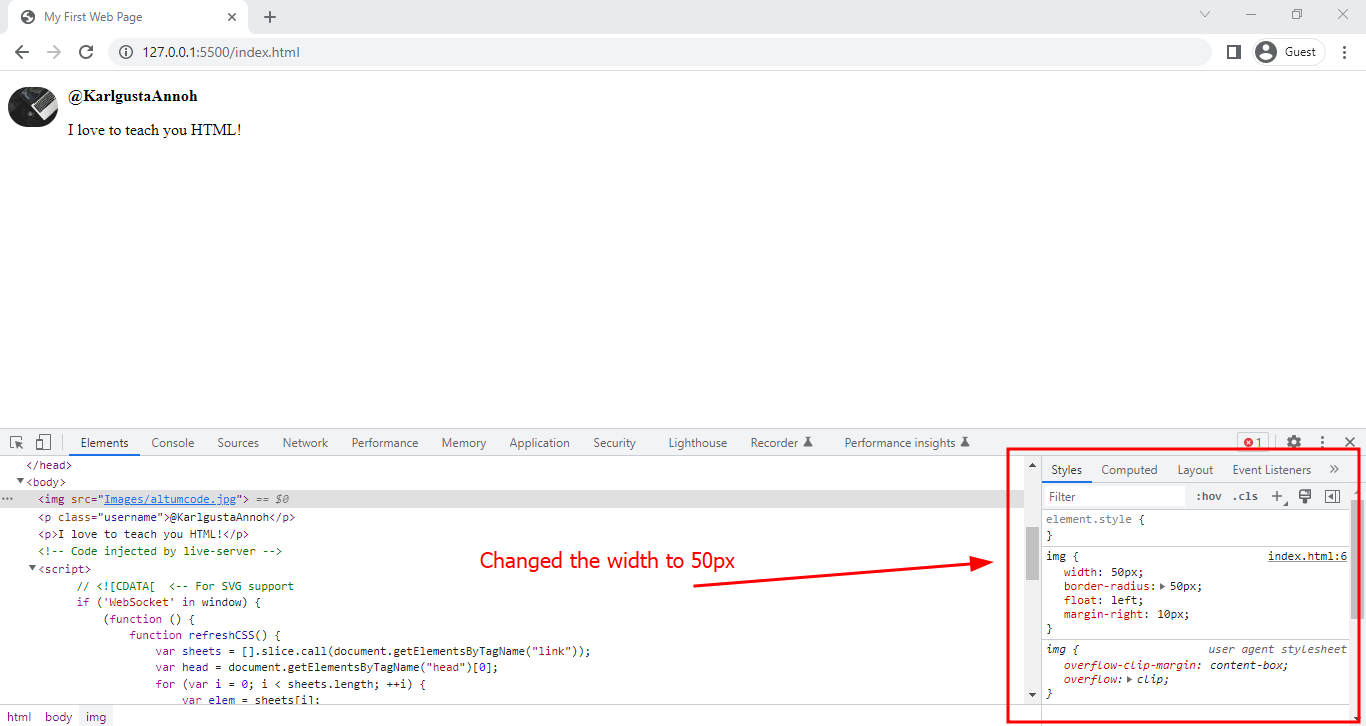 My First Web Page
127.0.0.1:5500/index.html
Guest
@KarlgustaAnnoh
I love to teach you HTML!
Elements Console Sources Network Performance Memory Application Security Lighthouse Recorder Performance insights 1
</head>
<body>
<img src="Images/altumcode.jpg"> == $0
<p class="username">@KarlgustaAnnoh</p>
<p>I love to teach you HTML!</p>
<!-- Code injected by live-server -->
<script>
// <![CDATA[  <-- For SVG support
if ('WebSocket' in window) {
(function () {
function refreshCSS() {
var sheets = [].slice.call(document.getElementsByTagName("link"));
var head = document.getElementsByTagName("head")[0];
for (var i = 0; i < sheets.length; ++i) {
var elem = sheets[i];
html body img
Changed the width to 50px
Styles Computed Layout Event Listeners »
Filter :hov .cls +
element.style {
}
img { index.html:6
width: 50px;
border-radius: 50px;
float: left;
margin-right: 10px;
}
img { user agent stylesheet
overflow-clip-margin: content-box;
overflow: clip;
}